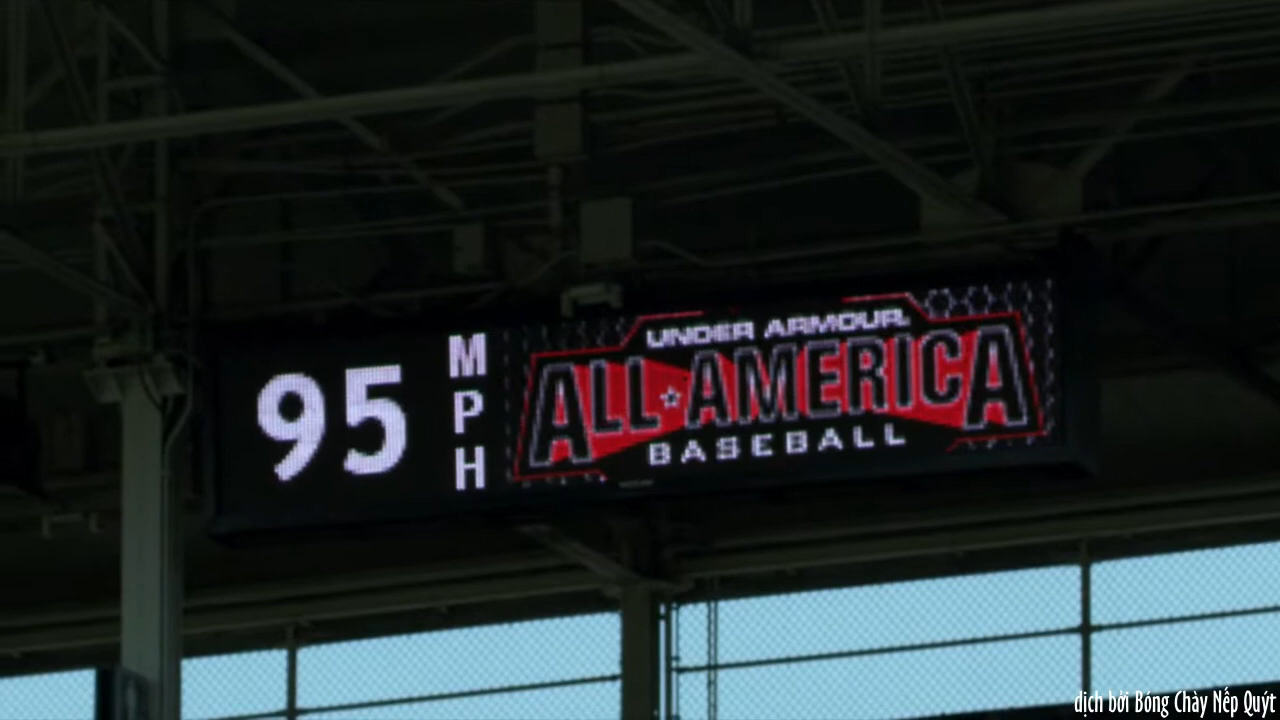 95
MPH
UNDER ARMOUR.
ALL★AMERICA
BASEBALL
dịch bởi Bóng Chày Nếp Quýt